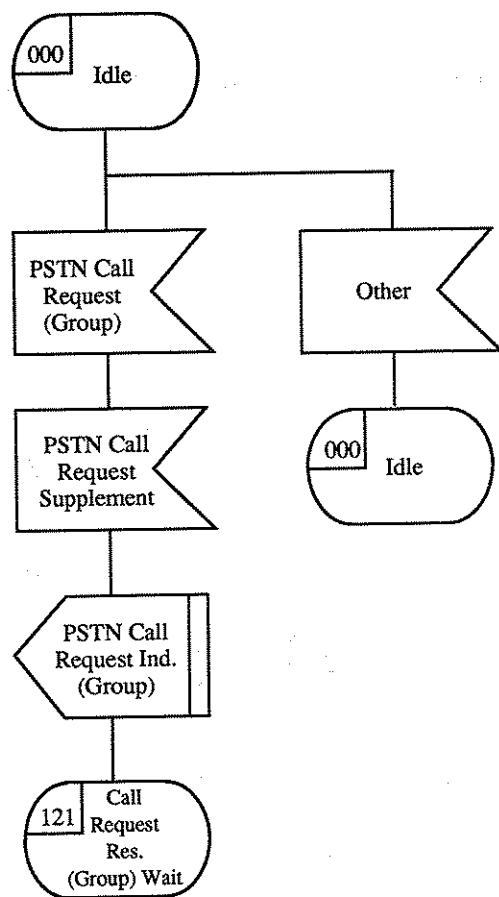 000
Idle
PSTN Call
Request
(Group)
Other
PSTN Call
Request
Supplement
000
Idle
PSTN Call
Request Ind.
(Group)
121
Call
Request
Res.
(Group) Wait